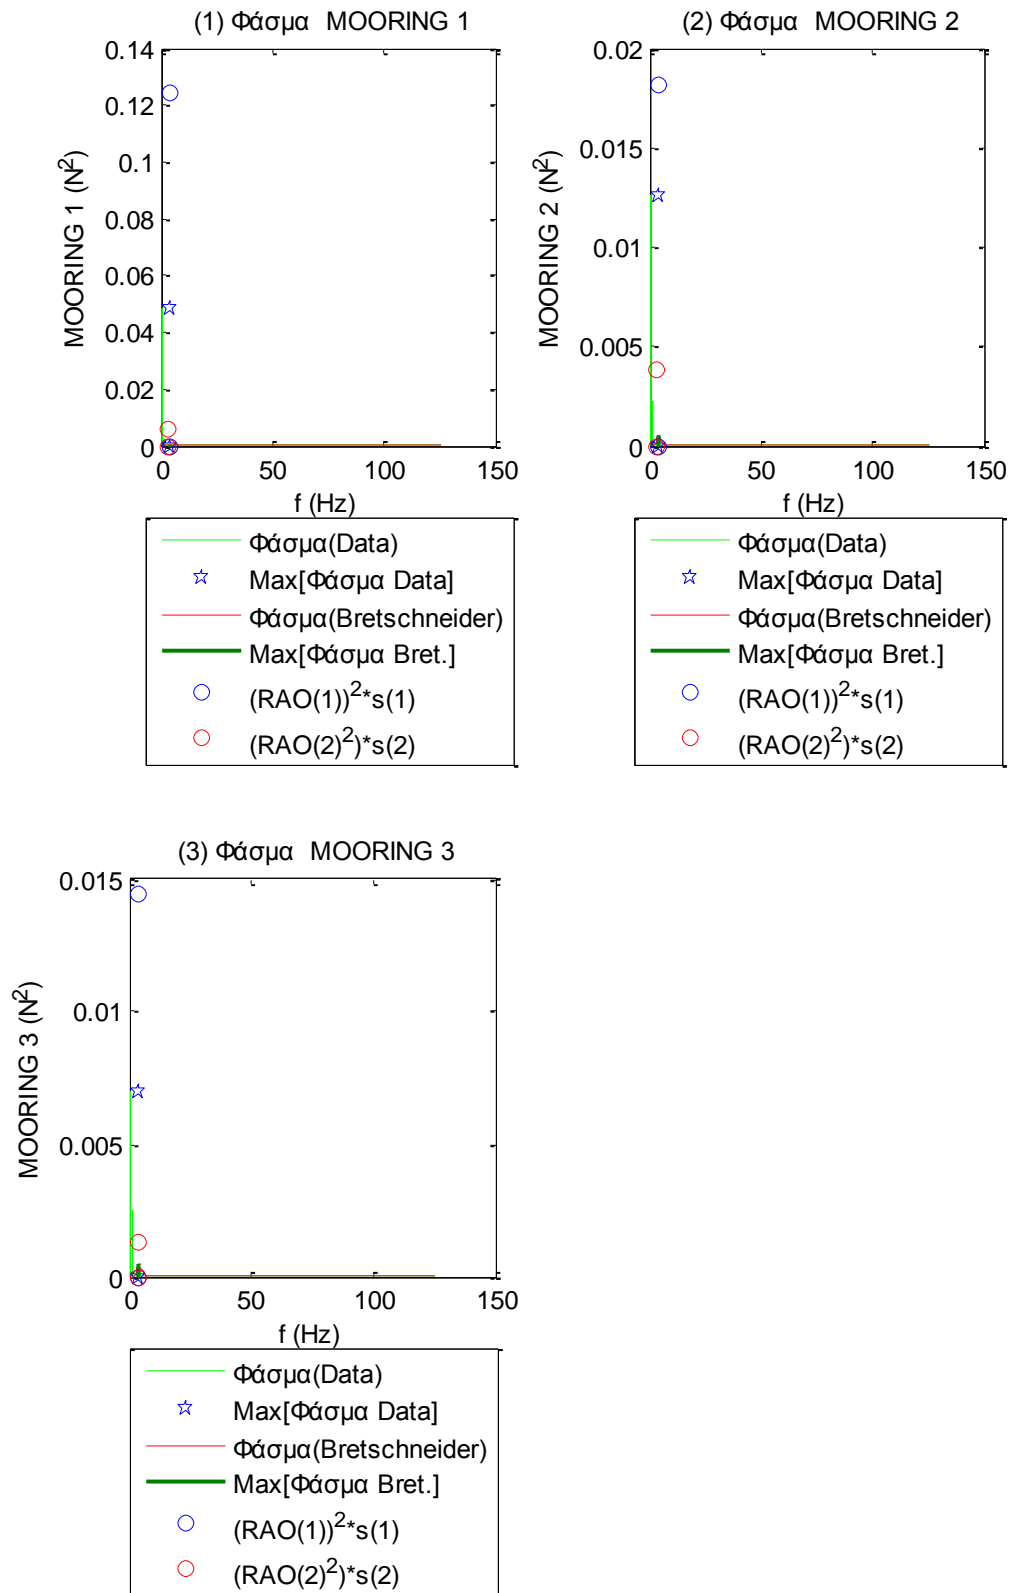 (1) Φάσμα MOORING 1
0.14
0.12
0.1
0.08
0.06
0.04
0.02
0
MOORING 1 (N²)
0 50 100 150
f (Hz)
Φάσμα(Data)
Max[Φάσμα Data]
Φάσμα(Bretschneider)
Max[Φάσμα Bret.]
(RAO(1))²*s(1)
(RAO(2)²)*s(2)
(2) Φάσμα MOORING 2
0.02
0.015
0.01
0.005
0
MOORING 2 (N²)
0 50 100 150
f (Hz)
Φάσμα(Data)
Max[Φάσμα Data]
Φάσμα(Bretschneider)
Max[Φάσμα Bret.]
(RAO(1))²*s(1)
(RAO(2)²)*s(2)
(3) Φάσμα MOORING 3
0.015
0.01
0.005
0
MOORING 3 (N²)
0 50 100 150
f (Hz)
Φάσμα(Data)
Max[Φάσμα Data]
Φάσμα(Bretschneider)
Max[Φάσμα Bret.]
(RAO(1))²*s(1)
(RAO(2)²)*s(2)